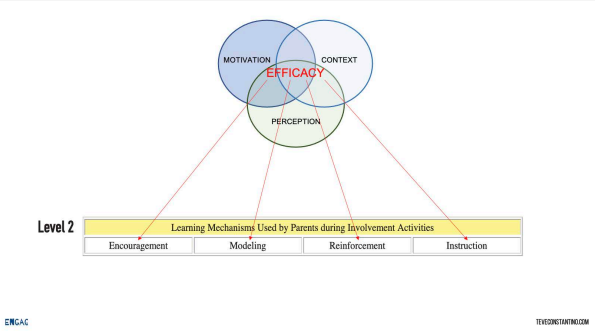 MOTIVATION
CONTEXT
EFFICACY
PERCEPTION
Level 2
Learning Mechanisms Used by Parents during Involvement Activities
Encouragement
Modeling
Reinforcement
Instruction
ENGAG
TEVECONSTANTINO.COM